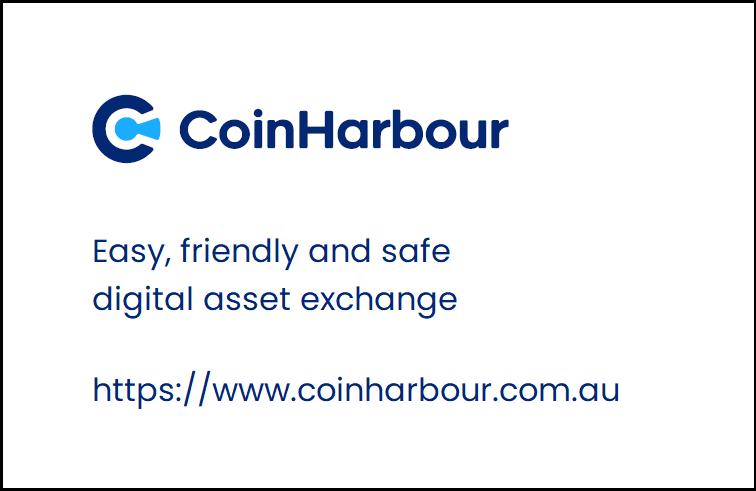 CoinHarbour
Easy, friendly and safe
digital asset exchange
https://www.coinharbour.com.au